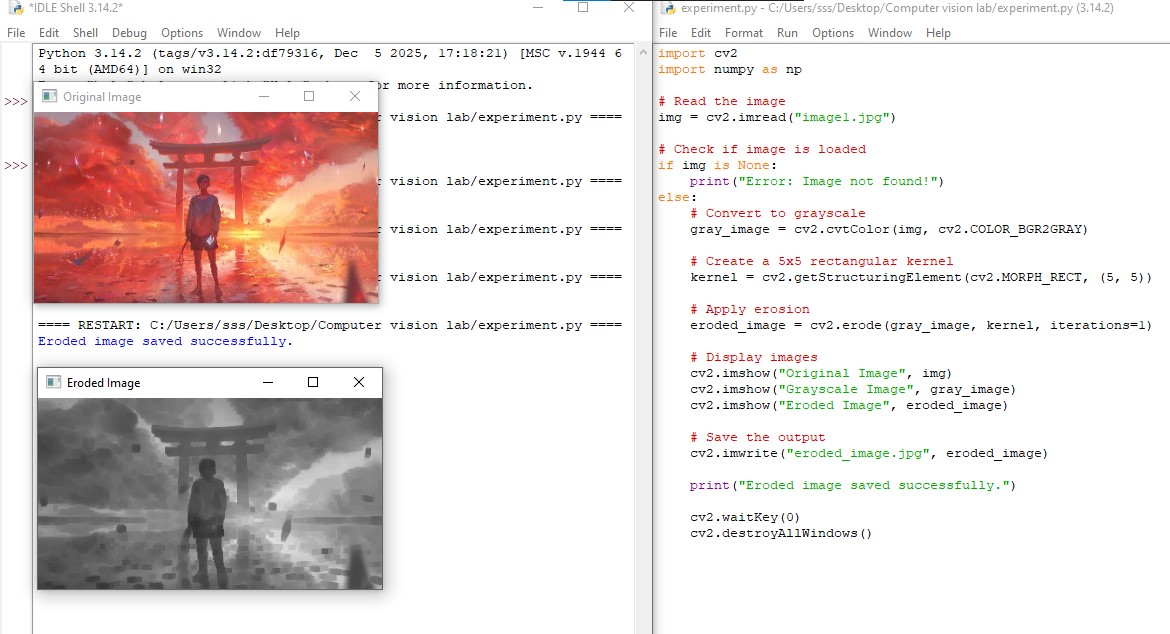 *IDLE Shell 3.14.2*
File Edit Shell Debug Options Window Help
Python 3.14.2 (tags/v3.14.2:df79316, Dec  5 2025, 17:18:21) [MSC v.1944 6
4 bit (AMD64)] on win32
or more information.
>>>
Original Image
r vision lab/experiment.py ====
>>>
r vision lab/experiment.py ====
r vision lab/experiment.py ====
r vision lab/experiment.py ====
==== RESTART: C:/Users/sss/Desktop/Computer vision lab/experiment.py ====
Eroded image saved successfully.
Eroded Image
experiment.py - C:/Users/sss/Desktop/Computer vision lab/experiment.py (3.14.2)
File Edit Format Run Options Window Help
import cv2
import numpy as np
# Read the image
img = cv2.imread("image1.jpg")
# Check if image is loaded
if img is None:
    print("Error: Image not found!")
else:
    # Convert to grayscale
    gray_image = cv2.cvtColor(img, cv2.COLOR_BGR2GRAY)
    # Create a 5x5 rectangular kernel
    kernel = cv2.getStructuringElement(cv2.MORPH_RECT, (5, 5))
    # Apply erosion
    eroded_image = cv2.erode(gray_image, kernel, iterations=1)
    # Display images
    cv2.imshow("Original Image", img)
    cv2.imshow("Grayscale Image", gray_image)
    cv2.imshow("Eroded Image", eroded_image)
    # Save the output
    cv2.imwrite("eroded_image.jpg", eroded_image)
    print("Eroded image saved successfully.")
    cv2.waitKey(0)
    cv2.destroyAllWindows()